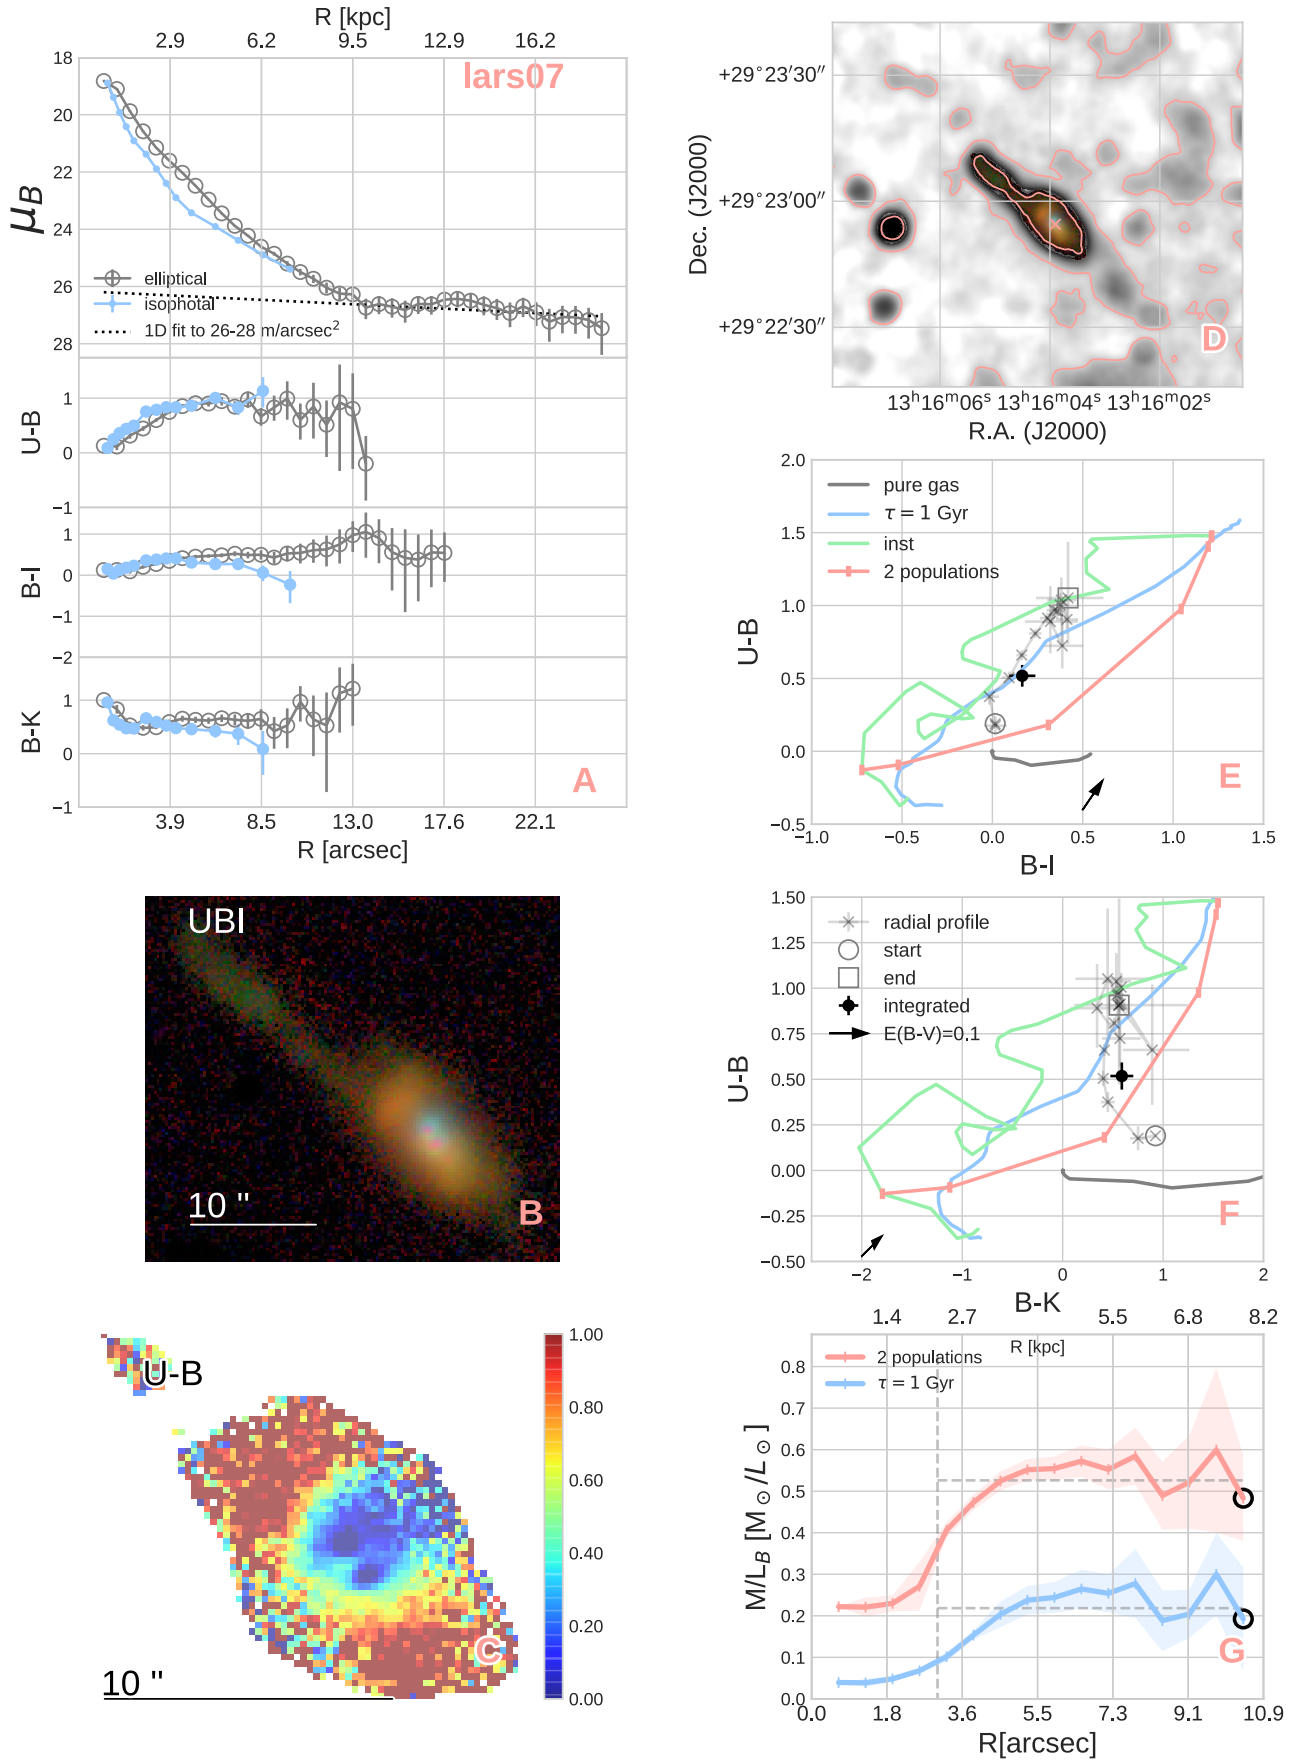 R [kpc]
2.9 6.2 9.5 12.9 16.2
lars07
18
20
22
24
26
28
μB
elliptical
isophotal
1D fit to 26-28 m/arcsec²
1
0
−1
U-B
1
0
−1
−2
B-I
1
0
−1
B-K
A
3.9 8.5 13.0 17.6 22.1
R [arcsec]
+29°23′30″
+29°23′00″
+29°22′30″
Dec. (J2000)
D
13ʰ16ᵐ06ˢ 13ʰ16ᵐ04ˢ 13ʰ16ᵐ02ˢ
R.A. (J2000)
2.0
1.5
1.0
0.5
0.0
−0.5
U-B
pure gas
τ = 1 Gyr
inst
2 populations
E
−1.0 −0.5 0.0 0.5 1.0 1.5
B-I
UBI
10 "
B
1.50
1.25
1.00
0.75
0.50
0.25
0.00
−0.25
−0.50
U-B
radial profile
start
end
integrated
E(B-V)=0.1
F
−2 −1 0 1 2
B-K
U-B
10 "
C
1.00
0.80
0.60
0.40
0.20
0.00
1.4 2.7 5.5 6.8 8.2
R [kpc]
2 populations
τ = 1 Gyr
0.8
0.7
0.6
0.5
0.4
0.3
0.2
0.1
0.0
M/LB [M⊙/L⊙]
G
0.0 1.8 3.6 5.5 7.3 9.1 10.9
R[arcsec]